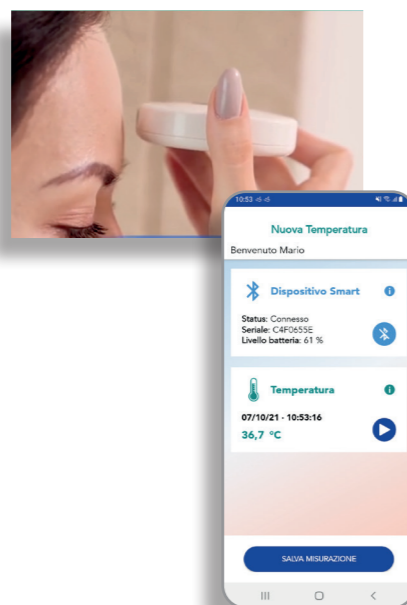 10:53
Nuova Temperatura
Benvenuto Mario
Dispositivo Smart
Status: Connesso
Seriale: C4F0655E
Livello batteria: 61 %
Temperatura
07/10/21 - 10:53:16
36,7 °C
SALVA MISURAZIONE